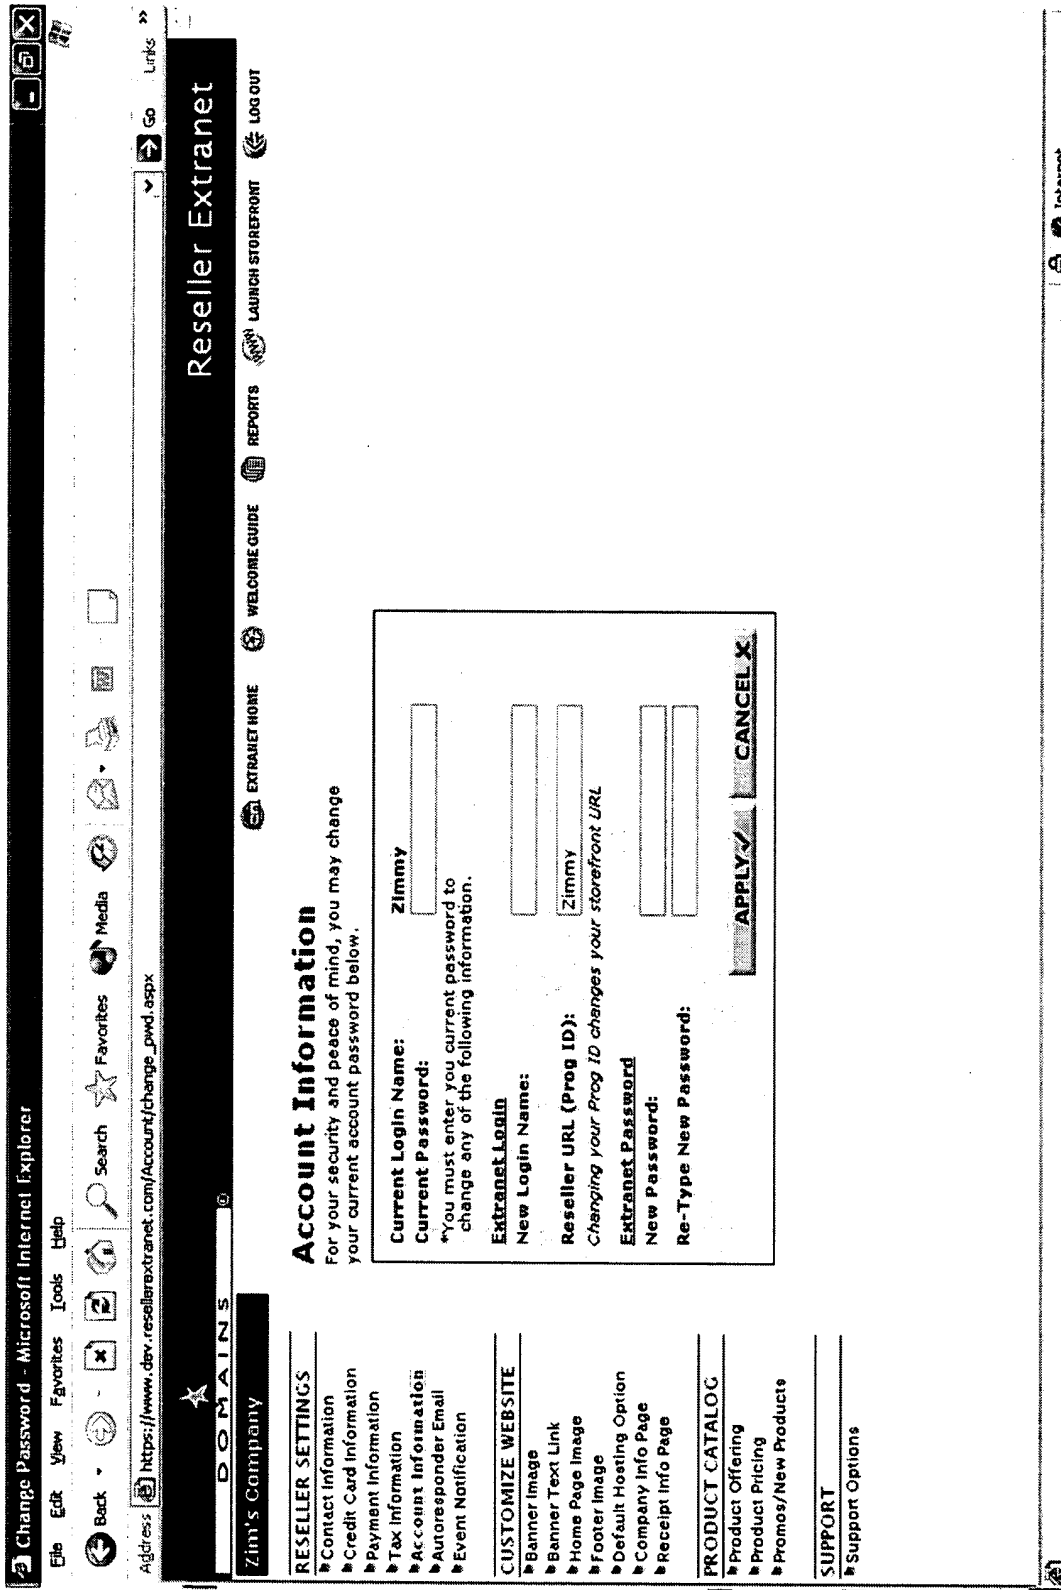 Change Password - Microsoft Internet Explorer
File Edit View Favorites Tools Help
Back Search Favorites Media
Address https://www.dev.resellerextranet.com/Account/change_pwd.aspx Go Links »
DOMAINS ®
Reseller Extranet
Zim's Company
EXTRANET HOME WELCOME GUIDE REPORTS LAUNCH STOREFRONT LOG OUT
RESELLER SETTINGS
Contact Information
Credit Card Information
Payment Information
Tax Information
Account Information
Autoresponder Email
Event Notification
CUSTOMIZE WEBSITE
Banner Image
Banner Text Link
Home Page Image
Footer Image
Default Hosting Option
Company Info Page
Receipt Info Page
PRODUCT CATALOG
Product Offering
Product Pricing
Promos/New Products
SUPPORT
Support Options
Account Information
For your security and peace of mind, you may change
your current account password below.
Current Login Name: Zimmy
Current Password:
*You must enter you current password to
change any of the following information.
Extranet Login
New Login Name:
Reseller URL (Prog ID): Zimmy
Changing your Prog ID changes your storefront URL
Extranet Password
New Password:
Re-Type New Password:
APPLY ✓ CANCEL X
Internet